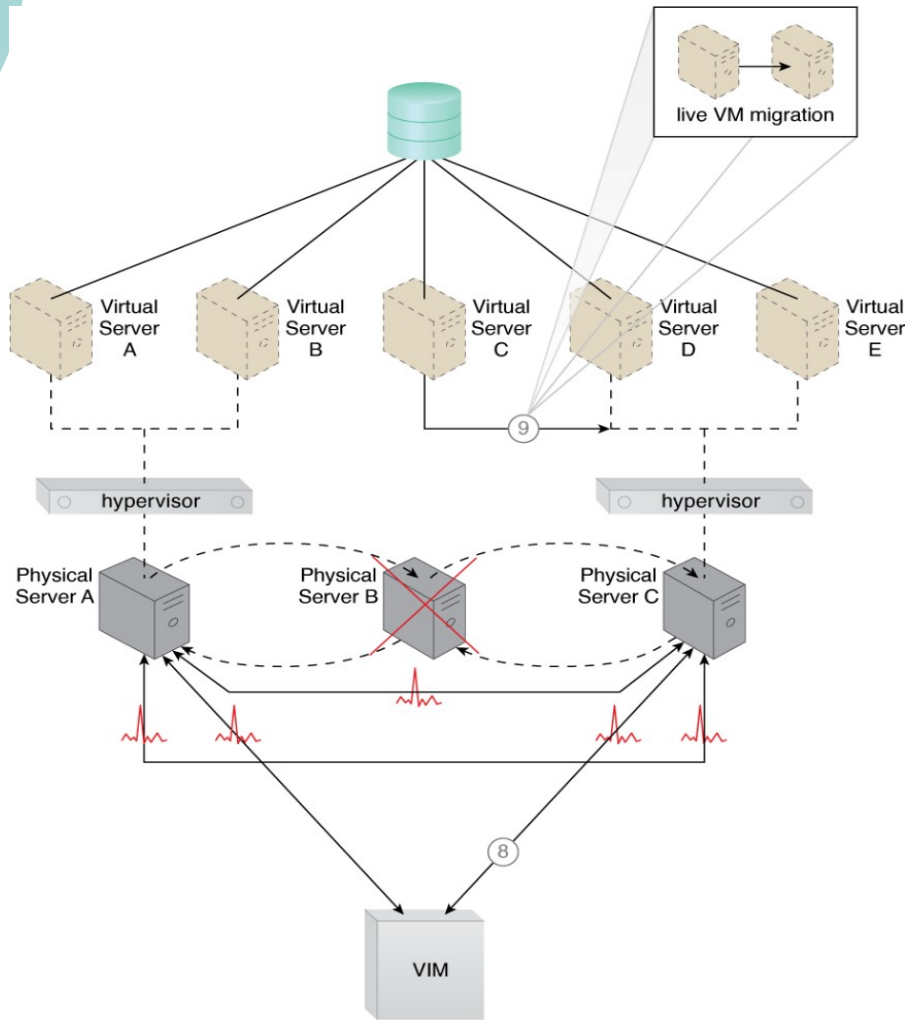 live VM migration
Virtual
Server
A
Virtual
Server
B
Virtual
Server
C
Virtual
Server
D
Virtual
Server
E
9
hypervisor
hypervisor
Physical
Server A
Physical
Server B
Physical
Server C
8
VIM